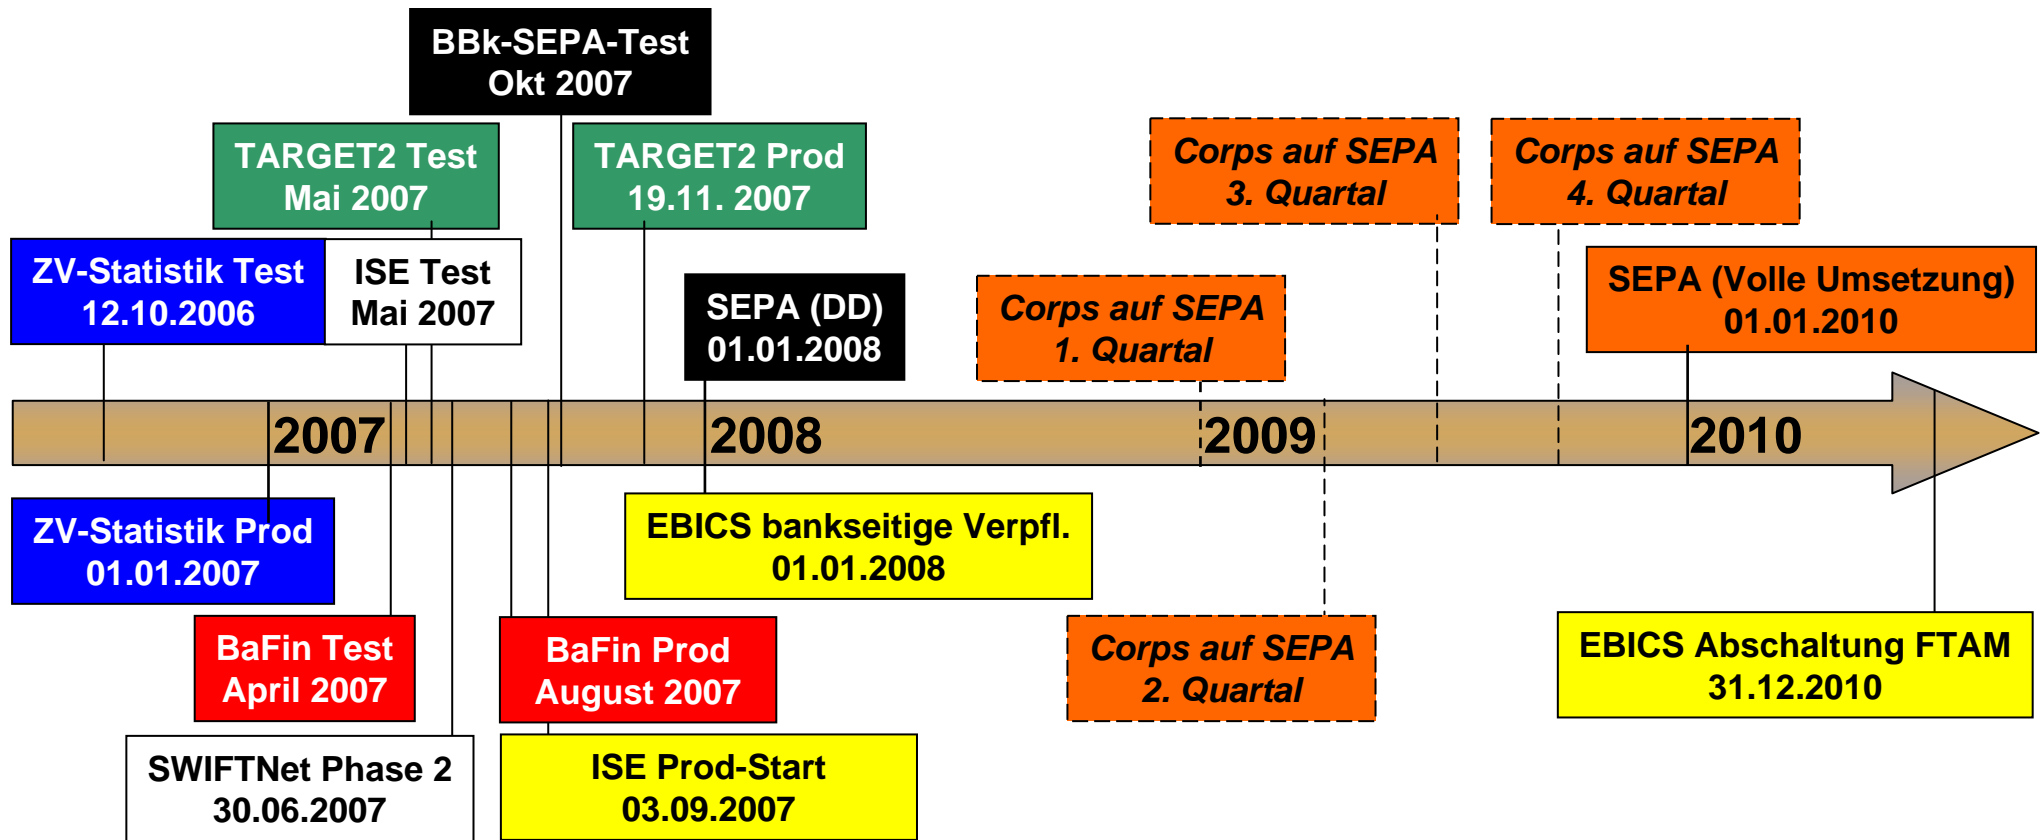 BBk-SEPA-Test
Okt 2007
TARGET2 Test
Mai 2007
TARGET2 Prod
19.11. 2007
Corps auf SEPA
3. Quartal
Corps auf SEPA
4. Quartal
ZV-Statistik Test
12.10.2006
ISE Test
Mai 2007
SEPA (DD)
01.01.2008
Corps auf SEPA
1. Quartal
SEPA (Volle Umsetzung)
01.01.2010
2007
2008
2009
2010
ZV-Statistik Prod
01.01.2007
EBICS bankseitige Verpfl.
01.01.2008
BaFin Test
April 2007
BaFin Prod
August 2007
Corps auf SEPA
2. Quartal
EBICS Abschaltung FTAM
31.12.2010
SWIFTNet Phase 2
30.06.2007
ISE Prod-Start
03.09.2007